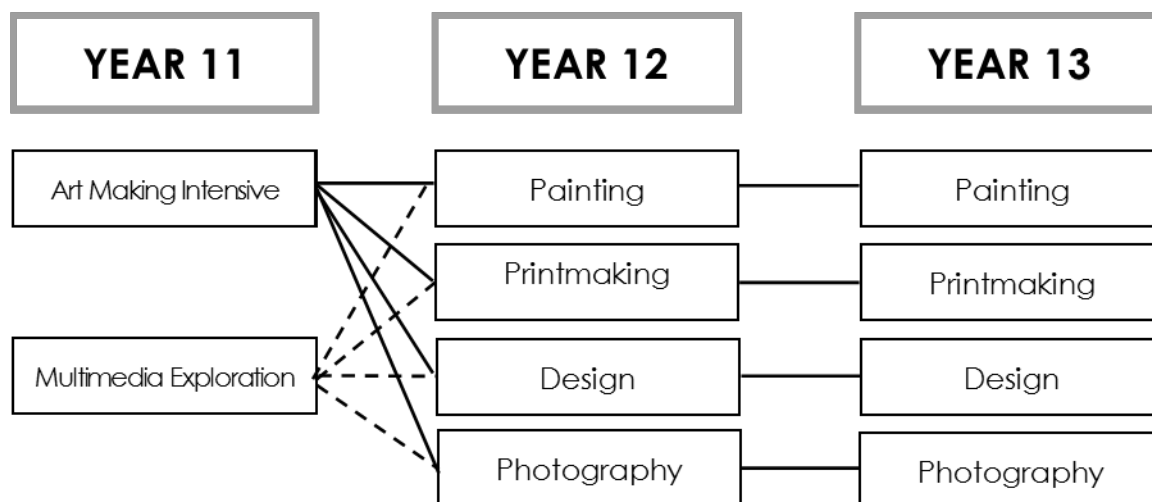 YEAR 11
YEAR 12
YEAR 13
Art Making Intensive
Painting
Painting
Printmaking
Printmaking
Multimedia Exploration
Design
Design
Photography
Photography